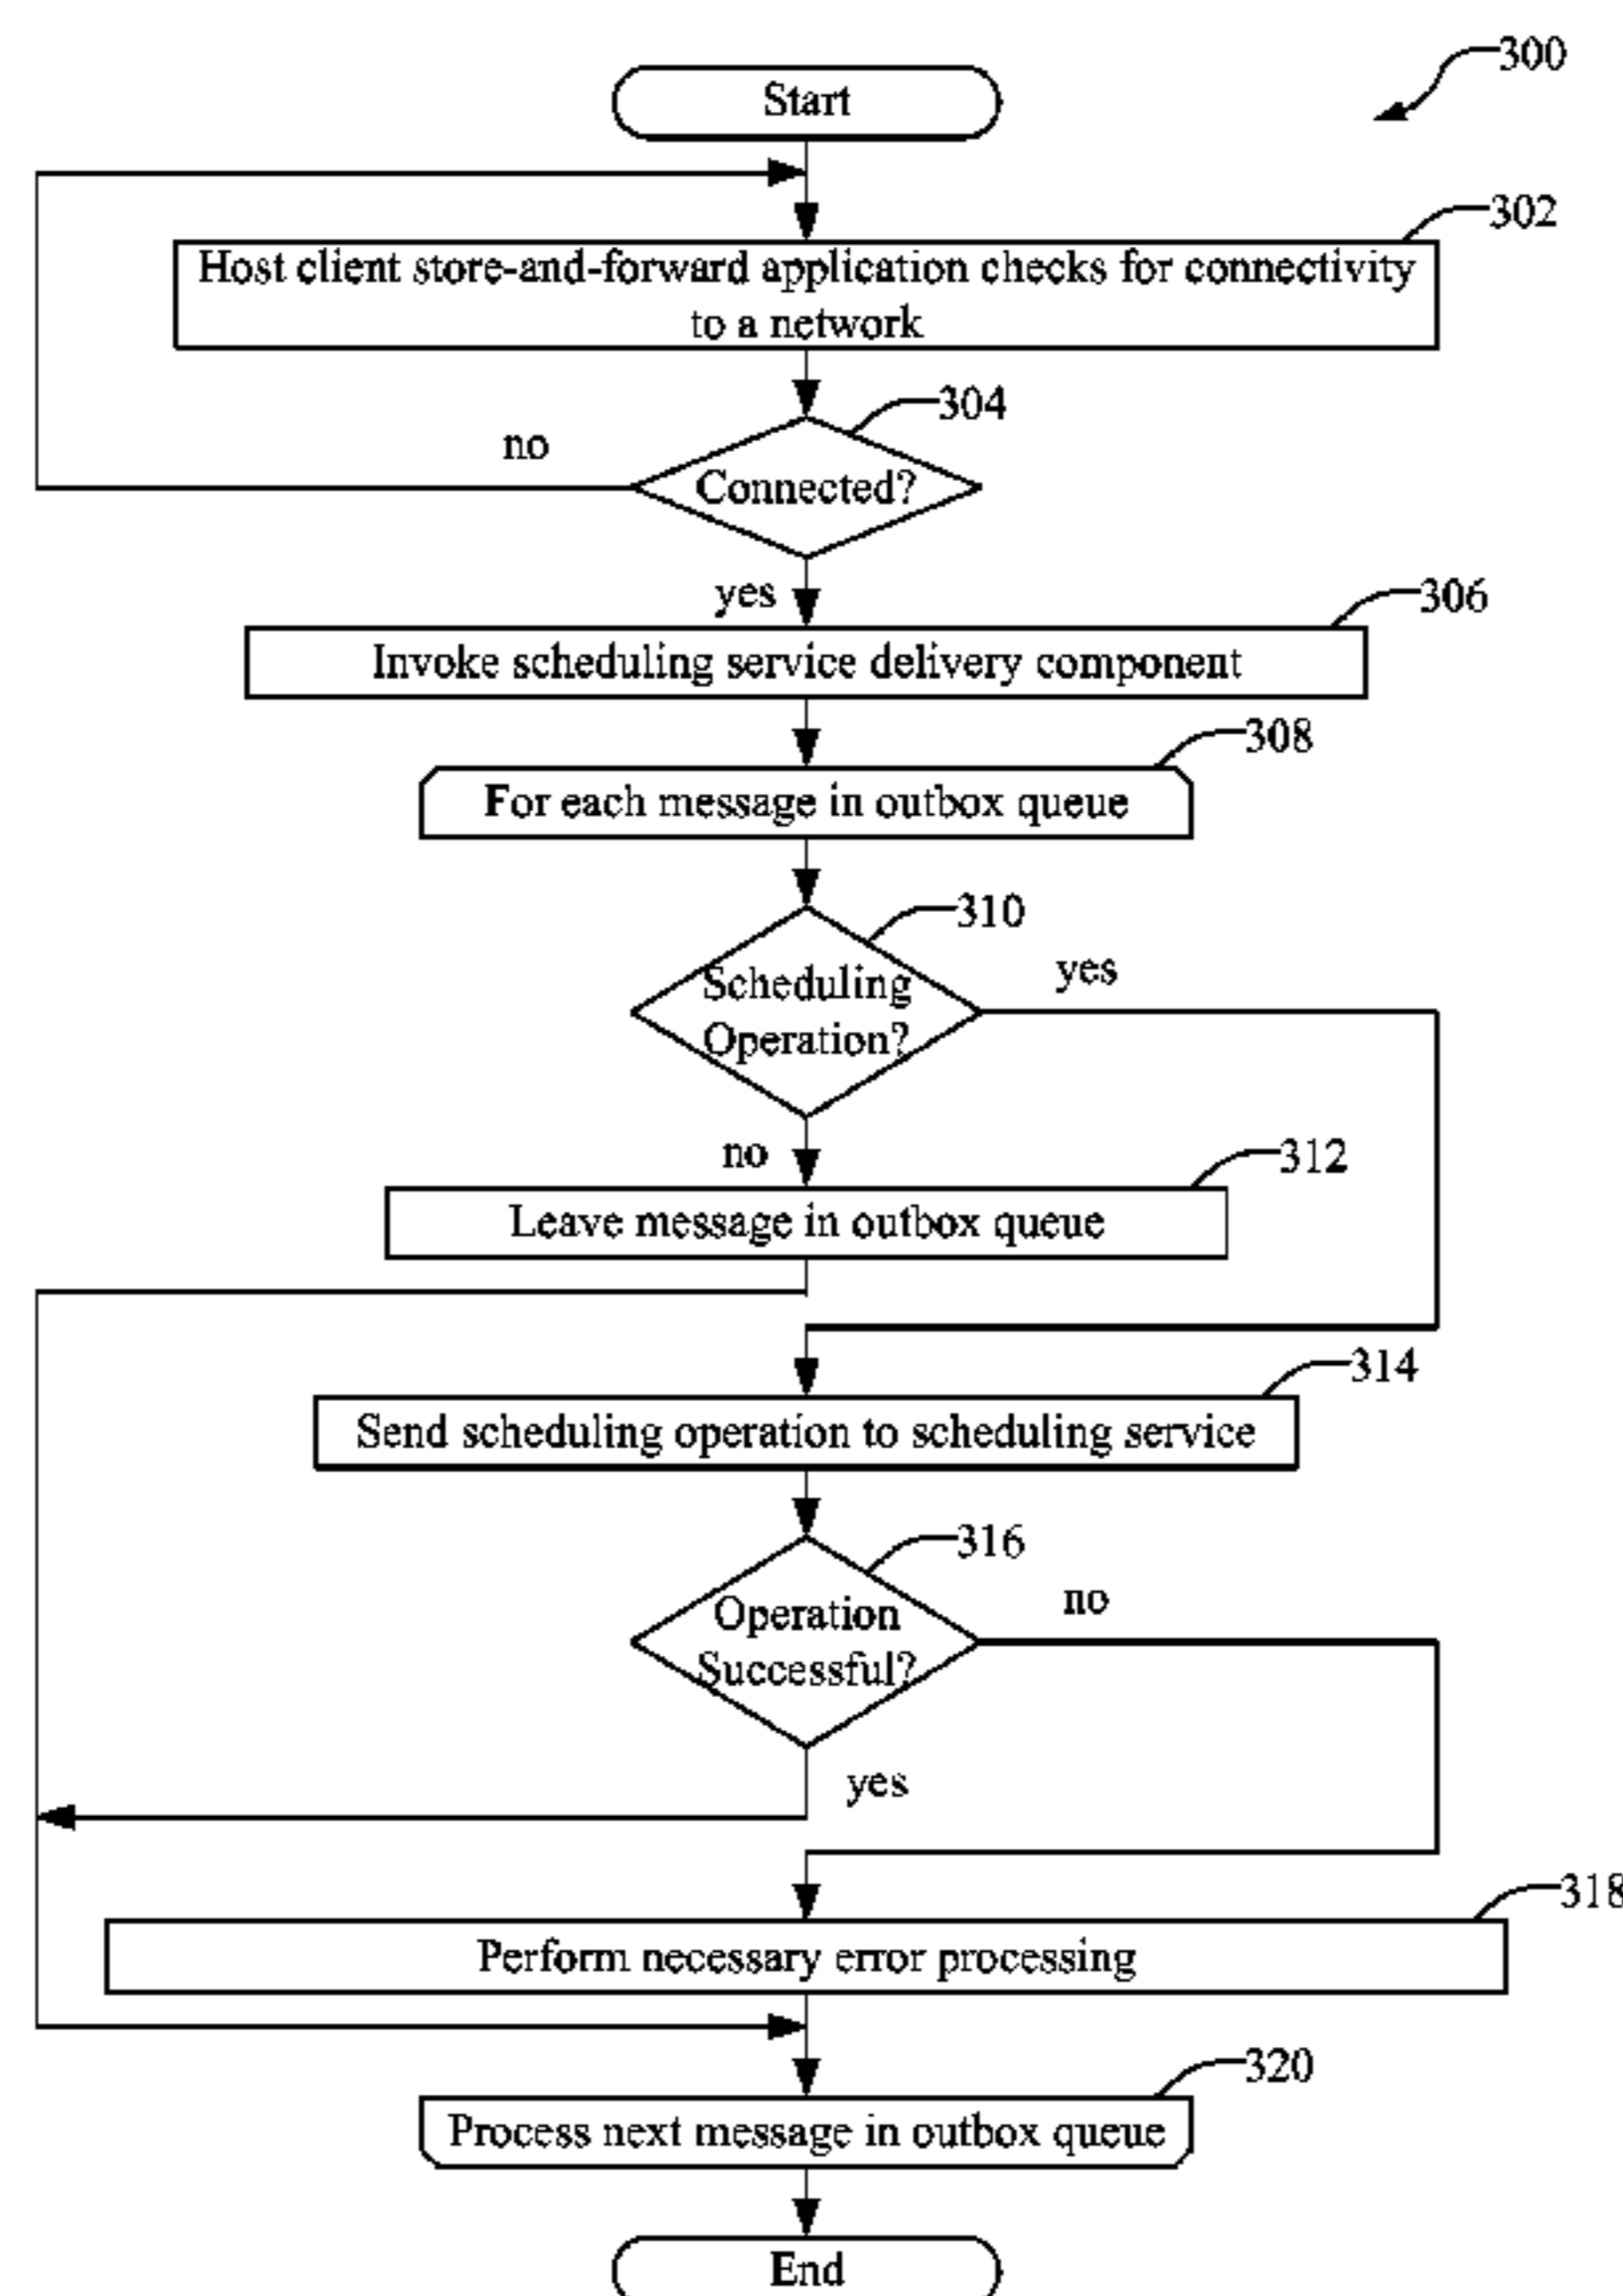 300
Start
302
Host client store-and-forward application checks for connectivity
to a network
304
no
Connected?
yes
306
Invoke scheduling service delivery component
308
For each message in outbox queue
310
yes
Scheduling
Operation?
no
312
Leave message in outbox queue
314
Send scheduling operation to scheduling service
316
no
Operation
Successful?
yes
318
Perform necessary error processing
320
Process next message in outbox queue
End